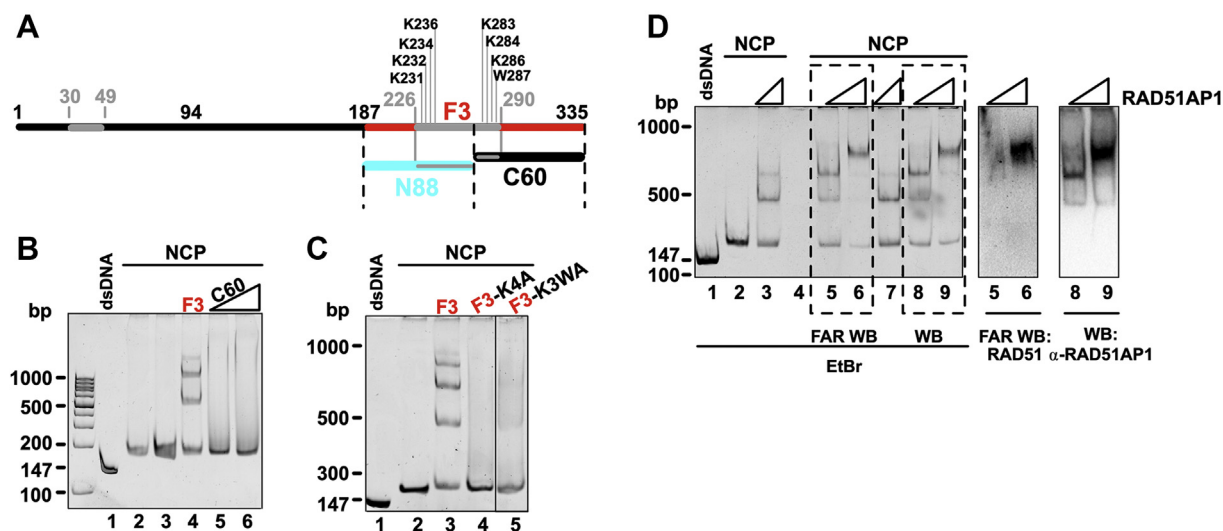 A
K236
K234
K232
K231
K283
K284
K286
W287
30 49
226 290
1 94 187 F3 335
N88
C60
B
dsDNA
NCP
F3
C60
bp
1000
500
200
147
100
1 2 3 4 5 6
C
dsDNA
NCP
F3
F3-K4A
F3-K3WA
bp
1000
500
300
147
1 2 3 4 5
D
dsDNA
NCP
NCP
RAD51AP1
bp
1000
500
147
100
1 2 3 4 5 6 7 8 9
5 6
8 9
FAR WB
WB
EtBr
FAR WB:
RAD51
WB:
α-RAD51AP1